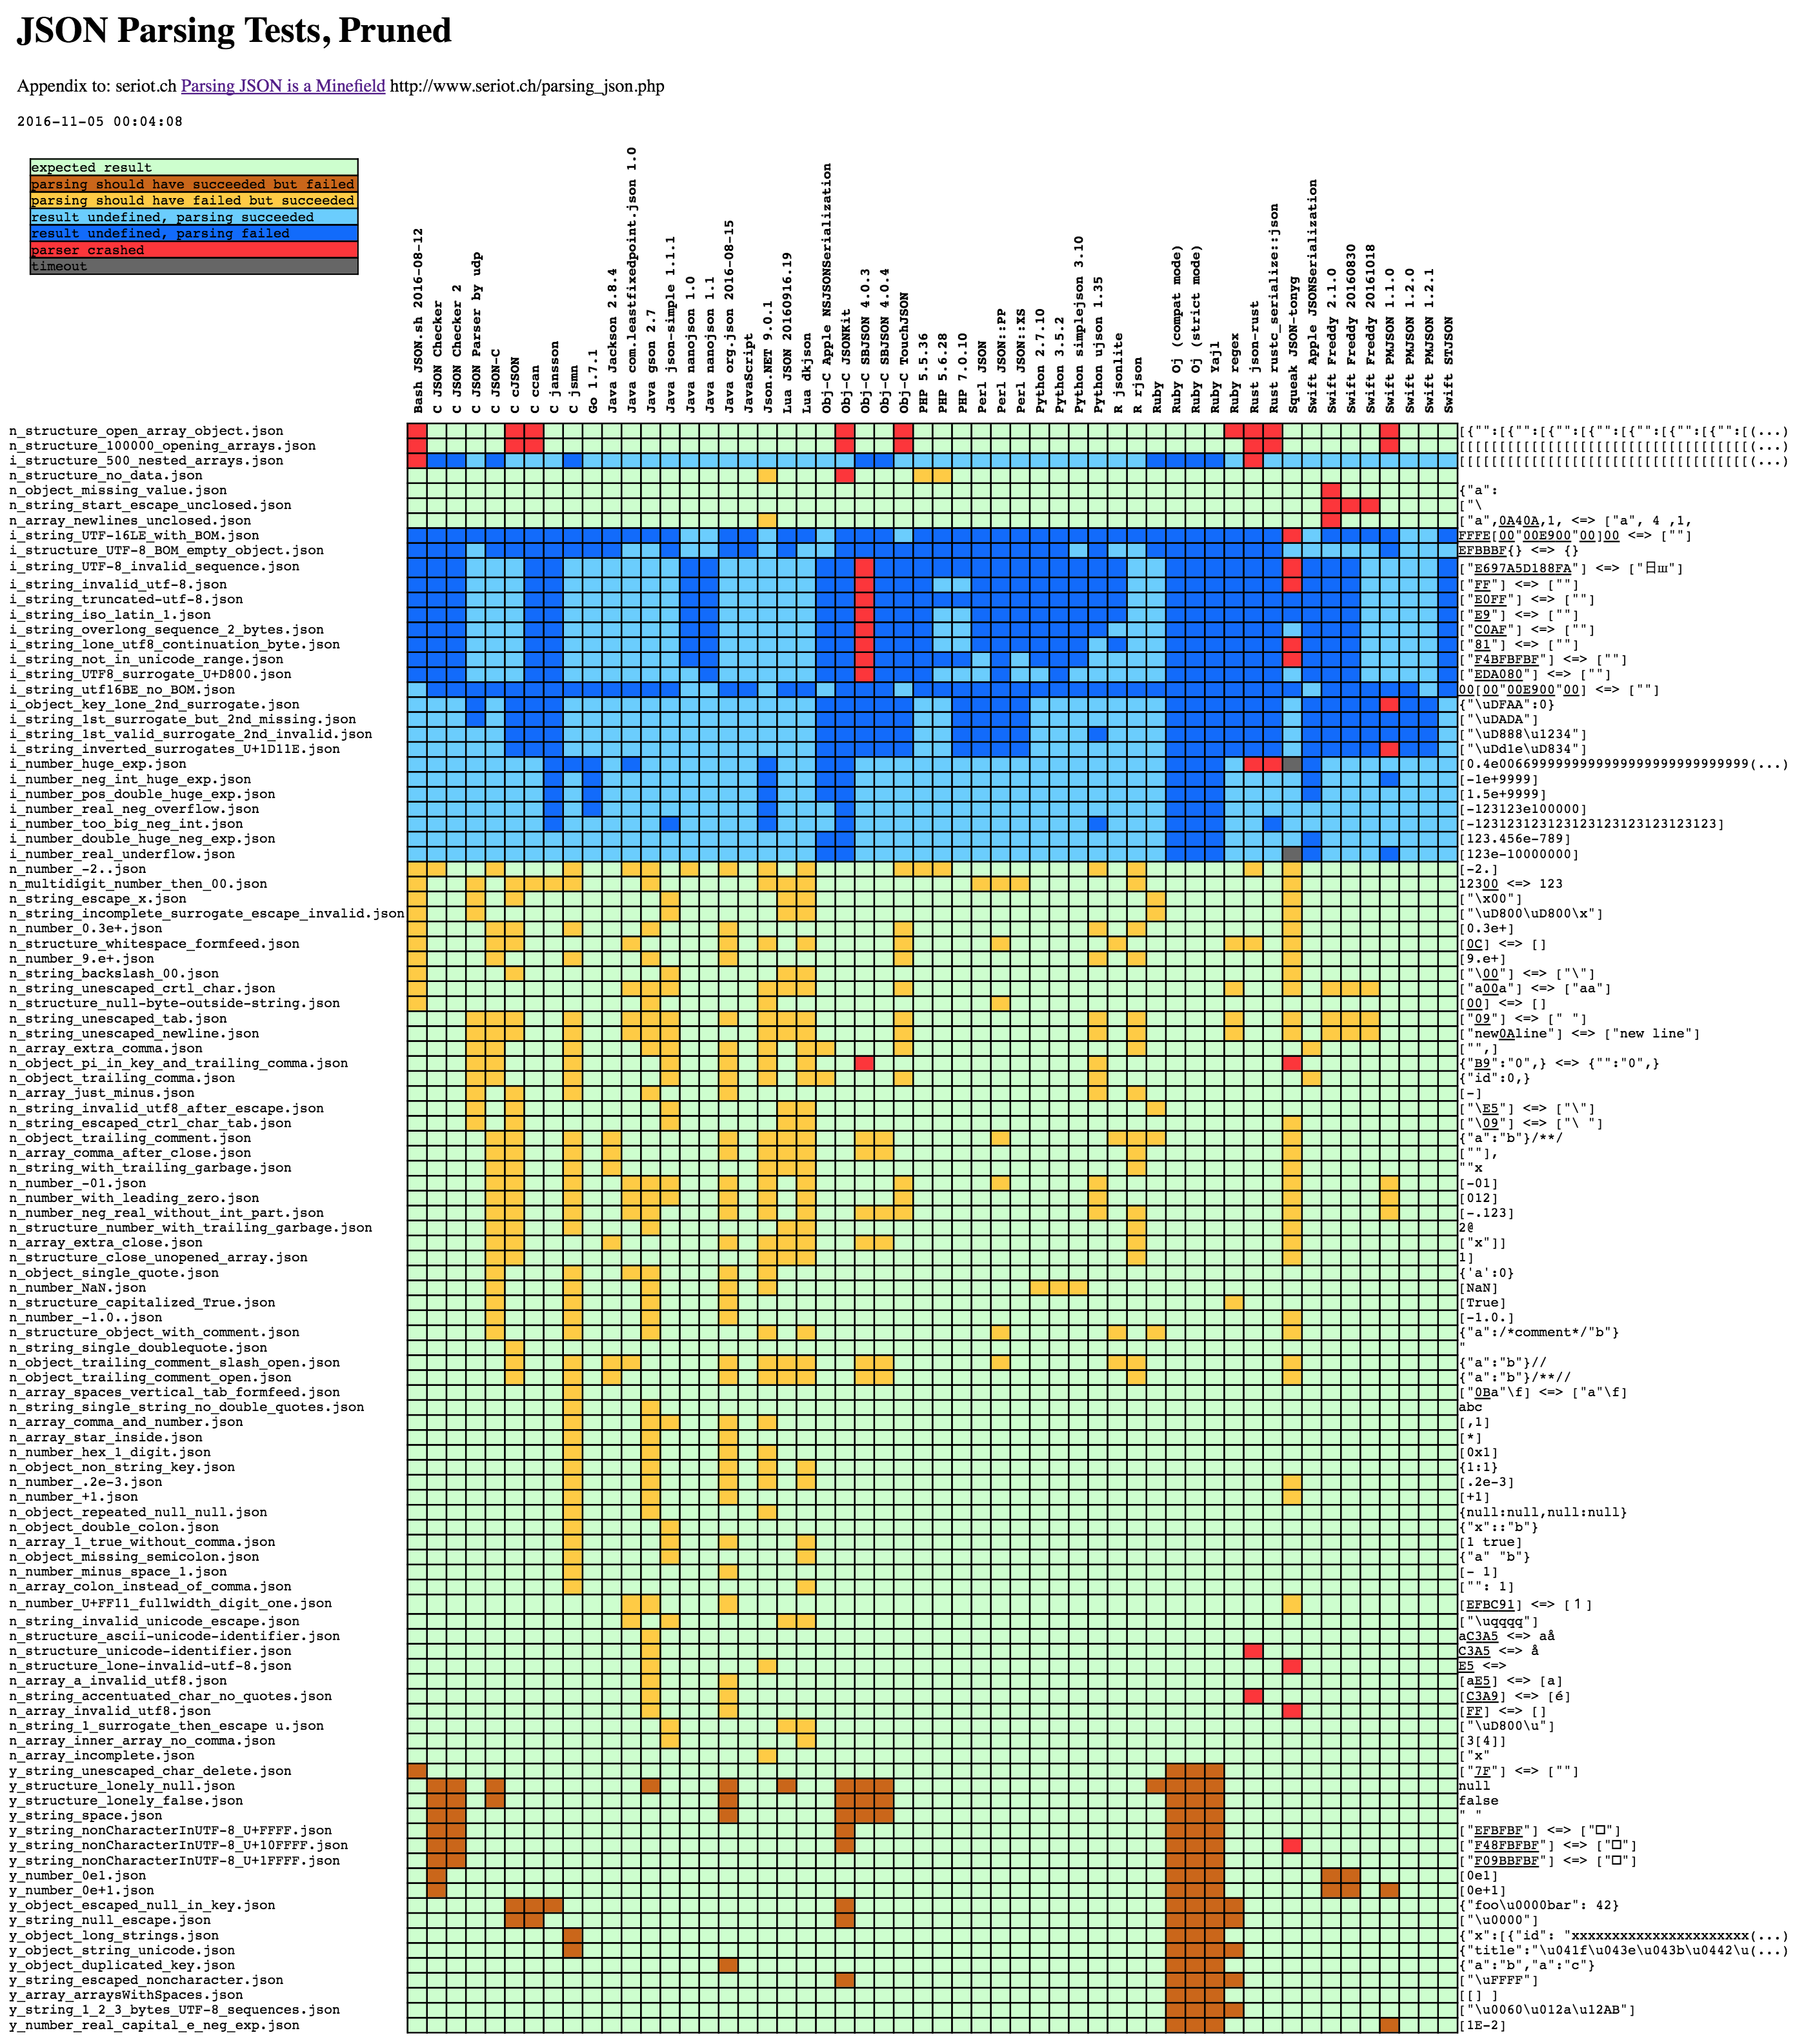 JSON Parsing Tests, Pruned
Appendix to: seriot.ch Parsing JSON is a Minefield http://www.seriot.ch/parsing_json.php
2016-11-05 00:04:08
expected result
parsing should have succeeded but failed
parsing should have failed but succeeded
result undefined, parsing succeeded
result undefined, parsing failed
parser crashed
timeout
Bash JSON.sh 2016-08-12
C JSON Checker
C JSON Checker 2
C JSON Parser by udp
C JSON-C
C cJSON
C ccan
C jansson
C jsmn
Go 1.7.1
Java Jackson 2.8.4
Java com.leastfixedpoint.json 1.0
Java gson 2.7
Java json-simple 1.1.1
Java nanojson 1.0
Java nanojson 1.1
Java org.json 2016-08-15
JavaScript
Json.NET 9.0.1
Lua JSON 20160916.19
Lua dkjson
Obj-C Apple NSJSONSerialization
Obj-C JSONKit
Obj-C SBJSON 4.0.3
Obj-C SBJSON 4.0.4
Obj-C TouchJSON
PHP 5.5.36
PHP 5.6.28
PHP 7.0.10
Perl JSON
Perl JSON::PP
Perl JSON::XS
Python 2.7.10
Python 3.5.2
Python simplejson 3.10
Python ujson 1.35
R jsonlite
R rjson
Ruby
Ruby Oj (compat mode)
Ruby Oj (strict mode)
Ruby Yajl
Ruby regex
Rust json-rust
Rust rustc_serialize::json
Squeak JSON-tonyg
Swift Apple JSONSerialization
Swift Freddy 2.1.0
Swift Freddy 20160830
Swift Freddy 20161018
Swift PMJSON 1.1.0
Swift PMJSON 1.2.0
Swift PMJSON 1.2.1
Swift STJSON
n_structure_open_array_object.json [{"":[{"":[{"":[{"":[{"":[{"":[{"":[{"":[(...)
n_structure_100000_opening_arrays.json [[[[[[[[[[[[[[[[[[[[[[[[[[[[[[[[[[[[(...)
i_structure_500_nested_arrays.json [[[[[[[[[[[[[[[[[[[[[[[[[[[[[[[[[[[[(...)
n_structure_no_data.json
n_object_missing_value.json {"a":
n_string_start_escape_unclosed.json ["\
n_array_newlines_unclosed.json ["a",0A40A,1, <=> ["a", 4 ,1,
i_string_UTF-16LE_with_BOM.json FFFE[00"00E900"00]00 <=> [""]
i_structure_UTF-8_BOM_empty_object.json EFBBBF{} <=> {}
i_string_UTF-8_invalid_sequence.json ["E697A5D188FA"] <=> ["日ш"]
i_string_invalid_utf-8.json ["FF"] <=> [""]
i_string_truncated-utf-8.json ["E0FF"] <=> [""]
i_string_iso_latin_1.json ["E9"] <=> [""]
i_string_overlong_sequence_2_bytes.json ["C0AF"] <=> [""]
i_string_lone_utf8_continuation_byte.json ["81"] <=> [""]
i_string_not_in_unicode_range.json ["F4BFBFBF"] <=> [""]
i_string_UTF8_surrogate_U+D800.json ["EDA080"] <=> [""]
i_string_utf16BE_no_BOM.json 00[00"00E900"00] <=> [""]
i_object_key_lone_2nd_surrogate.json {"\uDFAA":0}
i_string_1st_surrogate_but_2nd_missing.json ["\uDADA"]
i_string_1st_valid_surrogate_2nd_invalid.json ["\uD888\u1234"]
i_string_inverted_surrogates_U+1D11E.json ["\uDd1e\uD834"]
i_number_huge_exp.json [0.4e00669999999999999999999999999999(...)
i_number_neg_int_huge_exp.json [-1e+9999]
i_number_pos_double_huge_exp.json [1.5e+9999]
i_number_real_neg_overflow.json [-123123e100000]
i_number_too_big_neg_int.json [-123123123123123123123123123123]
i_number_double_huge_neg_exp.json [123.456e-789]
i_number_real_underflow.json [123e-10000000]
n_number_-2..json [-2.]
n_multidigit_number_then_00.json 12300 <=> 123
n_string_escape_x.json ["\x00"]
n_string_incomplete_surrogate_escape_invalid.json ["\uD800\uD800\x"]
n_number_0.3e+.json [0.3e+]
n_structure_whitespace_formfeed.json [0C] <=> []
n_number_9.e+.json [9.e+]
n_string_backslash_00.json ["\00"] <=> ["\"]
n_string_unescaped_crtl_char.json ["a00a"] <=> ["aa"]
n_structure_null-byte-outside-string.json [00] <=> []
n_string_unescaped_tab.json ["09"] <=> [" "]
n_string_unescaped_newline.json ["new0Aline"] <=> ["new line"]
n_array_extra_comma.json ["",]
n_object_pi_in_key_and_trailing_comma.json {"B9":"0",} <=> {"":"0",}
n_object_trailing_comma.json {"id":0,}
n_array_just_minus.json [-]
n_string_invalid_utf8_after_escape.json ["\E5"] <=> ["\"]
n_string_escaped_ctrl_char_tab.json ["\09"] <=> ["\ "]
n_object_trailing_comment.json {"a":"b"}/**/
n_array_comma_after_close.json [""],
n_string_with_trailing_garbage.json ""x
n_number_-01.json [-01]
n_number_with_leading_zero.json [012]
n_number_neg_real_without_int_part.json [-.123]
n_structure_number_with_trailing_garbage.json 2@
n_array_extra_close.json ["x"]]
n_structure_close_unopened_array.json 1]
n_object_single_quote.json {'a':0}
n_number_NaN.json [NaN]
n_structure_capitalized_True.json [True]
n_number_-1.0..json [-1.0.]
n_structure_object_with_comment.json {"a":/*comment*/"b"}
n_string_single_doublequote.json "
n_object_trailing_comment_slash_open.json {"a":"b"}//
n_object_trailing_comment_open.json {"a":"b"}/**//
n_array_spaces_vertical_tab_formfeed.json ["0Ba"\f] <=> ["a"\f]
n_string_single_string_no_double_quotes.json abc
n_array_comma_and_number.json [,1]
n_array_star_inside.json [*]
n_number_hex_1_digit.json [0x1]
n_object_non_string_key.json {1:1}
n_number_.2e-3.json [.2e-3]
n_number_+1.json [+1]
n_object_repeated_null_null.json {null:null,null:null}
n_object_double_colon.json {"x"::"b"}
n_array_1_true_without_comma.json [1 true]
n_object_missing_semicolon.json {"a" "b"}
n_number_minus_space_1.json [- 1]
n_array_colon_instead_of_comma.json ["": 1]
n_number_U+FF11_fullwidth_digit_one.json [EFBC91] <=> [１]
n_string_invalid_unicode_escape.json ["\uqqqq"]
n_structure_ascii-unicode-identifier.json aC3A5 <=> aå
n_structure_unicode-identifier.json C3A5 <=> å
n_structure_lone-invalid-utf-8.json E5 <=>
n_array_a_invalid_utf8.json [aE5] <=> [a]
n_string_accentuated_char_no_quotes.json [C3A9] <=> [é]
n_array_invalid_utf8.json [FF] <=> []
n_string_1_surrogate_then_escape u.json ["\uD800\u"]
n_array_inner_array_no_comma.json [3[4]]
n_array_incomplete.json ["x"
y_string_unescaped_char_delete.json ["7F"] <=> [""]
y_structure_lonely_null.json null
y_structure_lonely_false.json false
y_string_space.json " "
y_string_nonCharacterInUTF-8_U+FFFF.json ["EFBFBF"] <=> ["□"]
y_string_nonCharacterInUTF-8_U+10FFFF.json ["F48FBFBF"] <=> ["□"]
y_string_nonCharacterInUTF-8_U+1FFFF.json ["F09BBFBF"] <=> ["□"]
y_number_0e1.json [0e1]
y_number_0e+1.json [0e+1]
y_object_escaped_null_in_key.json {"foo\u0000bar": 42}
y_string_null_escape.json ["\u0000"]
y_object_long_strings.json {"x":[{"id": "xxxxxxxxxxxxxxxxxxxxxx(...)
y_object_string_unicode.json {"title":"\u041f\u043e\u043b\u0442\u(...)
y_object_duplicated_key.json {"a":"b","a":"c"}
y_string_escaped_noncharacter.json ["\uFFFF"]
y_array_arraysWithSpaces.json [[] ]
y_string_1_2_3_bytes_UTF-8_sequences.json ["\u0060\u012a\u12AB"]
y_number_real_capital_e_neg_exp.json [1E-2]